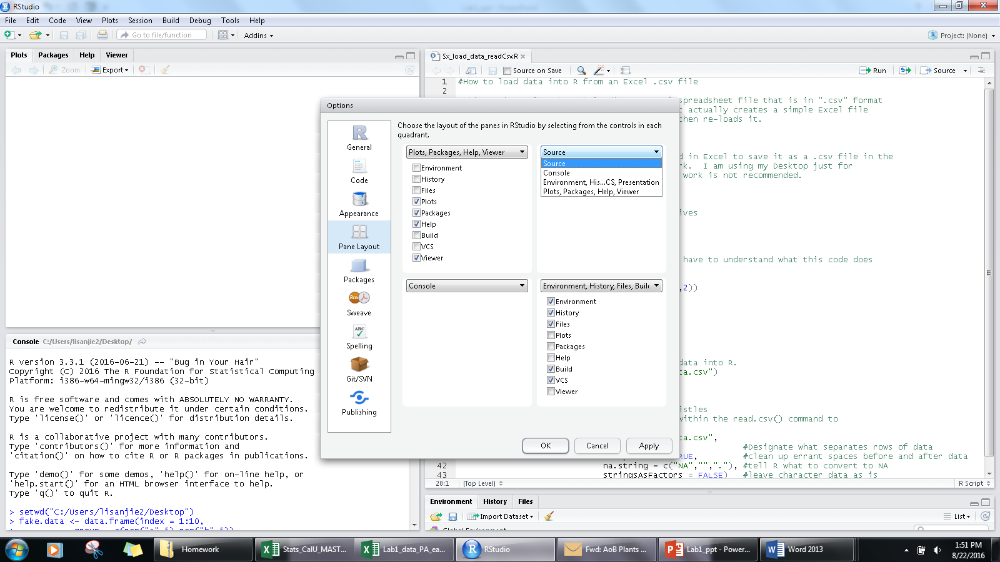 RStudio
File Edit Code View Plots Session Build Debug Tools Help
Go to file/function Addins Project: (None)
Plots Packages Help Viewer
Zoom Export
Sx_load_data_readCsv.R
Source on Save Run Source
1 #How to load data into R from an Excel .csv file
2
spreadsheet file that is in ".csv" format
actually creates a simple Excel file
then re-loads it.
d in Excel to save it as a .csv file in the
k. I am using my Desktop just for
work is not recommended.
ives
have to understand what this code does
,2))
data into R.
a.csv")
istles
within the read.csv() command to
a.csv",
#Designate what separates rows of data
RUE, #clean up errant spaces before and after data
42 na.string = c("NA","","."), #tell R what to convert to NA
43 stringsAsFactors = FALSE) #leave character data as is
28:1 (Top Level) R Script
Options
General
Code
Appearance
Pane Layout
Packages
Sweave
ABC
Spelling
Git/SVN
Publishing
Choose the layout of the panes in RStudio by selecting from the controls in each
quadrant.
Plots, Packages, Help, Viewer
Environment
History
Files
Plots
Packages
Help
Build
VCS
Viewer
Source
Source
Console
Environment, His...CS, Presentation
Plots, Packages, Help, Viewer
Console
Environment, History, Files, Build
Environment
History
Files
Plots
Packages
Help
Build
VCS
Viewer
OK Cancel Apply
Console C:/Users/lisanjie2/Desktop/
R version 3.3.1 (2016-06-21) -- "Bug in Your Hair"
Copyright (C) 2016 The R Foundation for Statistical Computing
Platform: i386-w64-mingw32/i386 (32-bit)
R is free software and comes with ABSOLUTELY NO WARRANTY.
You are welcome to redistribute it under certain conditions.
Type 'license()' or 'licence()' for distribution details.
R is a collaborative project with many contributors.
Type 'contributors()' for more information and
'citation()' on how to cite R or R packages in publications.
Type 'demo()' for some demos, 'help()' for on-line help, or
'help.start()' for an HTML browser interface to help.
Type 'q()' to quit R.
> setwd("C:/Users/lisanjie2/Desktop")
> fake.data <- data.frame(index = 1:10,
Environment History Files
Import Dataset List
Global Environment
Homework
Stats_CalU_MAST...
Lab1_data_PA_ea...
RStudio
Fwd: AoB Plants ...
Lab1_ppt - Power...
Word 2013
1:51 PM
8/22/2016